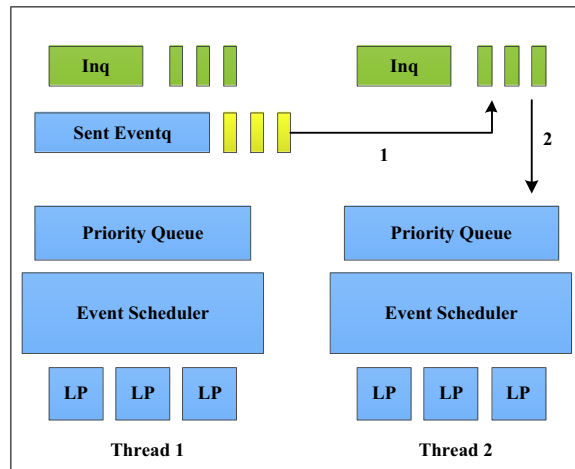 Inq
Inq
Sent Eventq
1
2
Priority Queue
Priority Queue
Event Scheduler
Event Scheduler
LP LP LP
LP LP LP
Thread 1
Thread 2